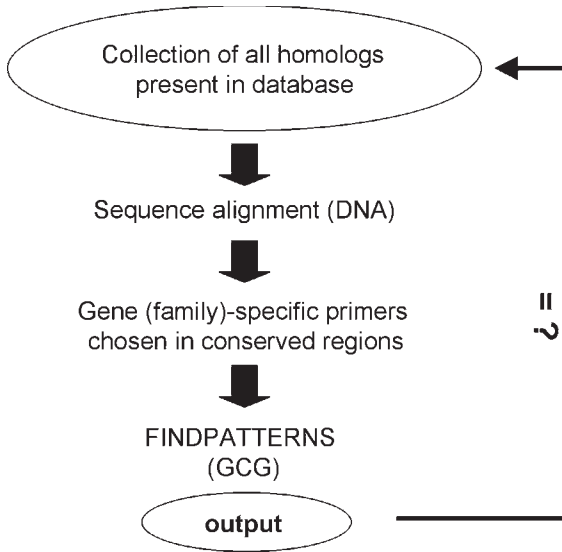 Collection of all homologs
present in database
Sequence alignment (DNA)
Gene (family)-specific primers
chosen in conserved regions
= ?
FINDPATTERNS
(GCG)
output